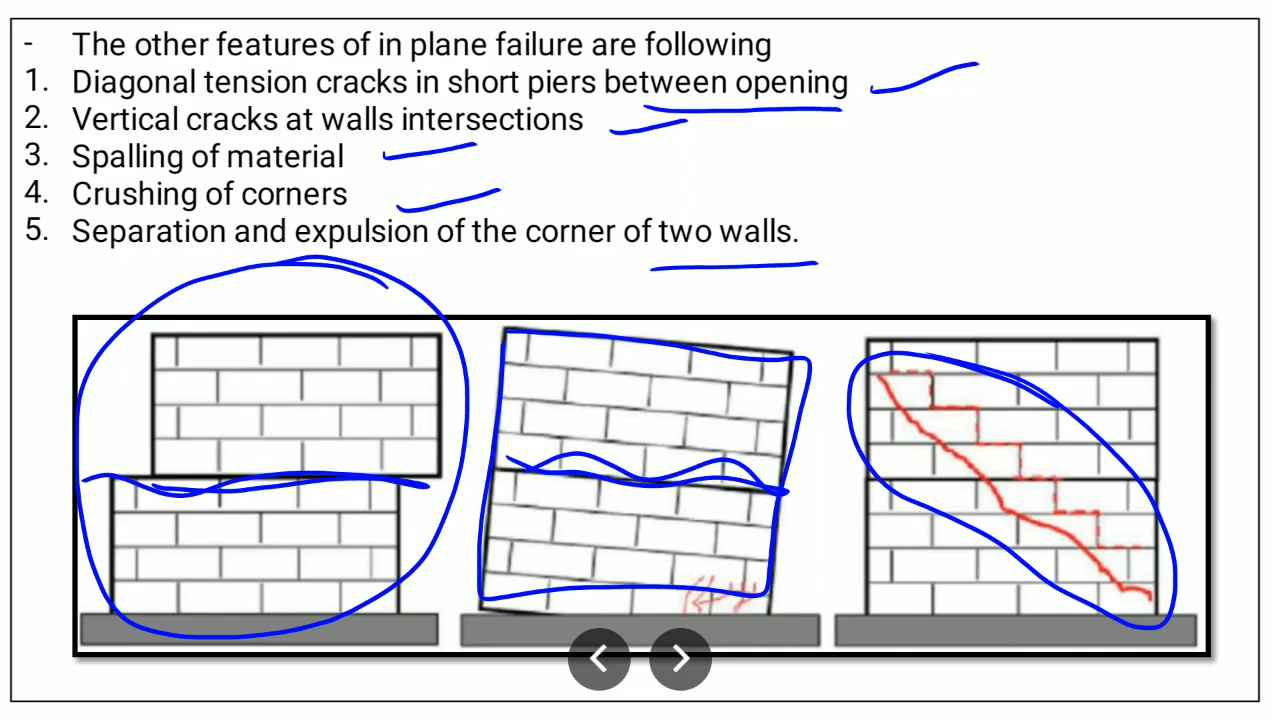 - The other features of in plane failure are following
1. Diagonal tension cracks in short piers between opening
2. Vertical cracks at walls intersections
3. Spalling of material
4. Crushing of corners
5. Separation and expulsion of the corner of two walls.